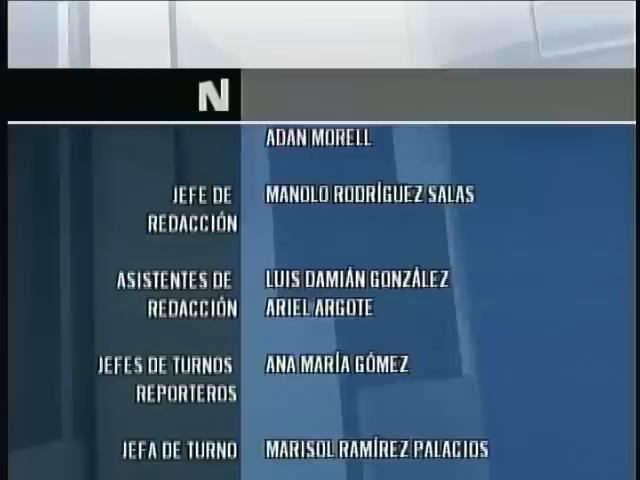 N
ADAN MORELL
JEFE DE MANOLO RODRÍGUEZ SALAS
REDACCIÓN
ASISTENTES DE LUIS DAMIÁN GONZÁLEZ
REDACCIÓN ARIEL ARGOTE
JEFES DE TURNOS ANA MARÍA GÓMEZ
REPORTEROS
JEFA DE TURNO MARISOL RAMÍREZ PALACIOS